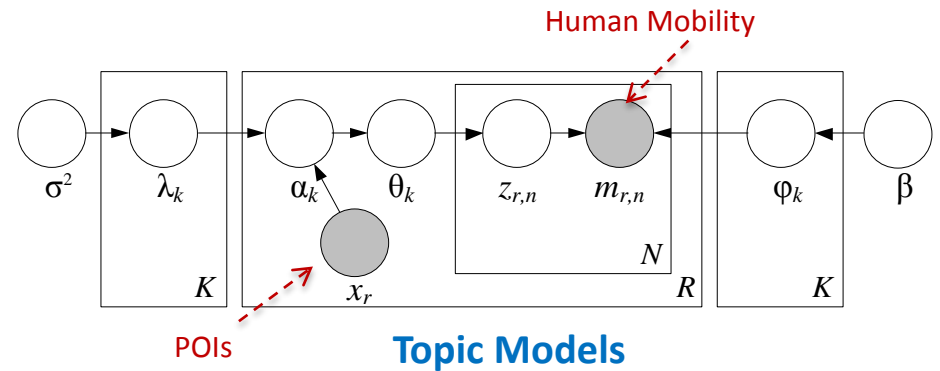 Human Mobility
σ² λk αk θk zr,n mr,n φk β
N
K xr R K
POIs
Topic Models